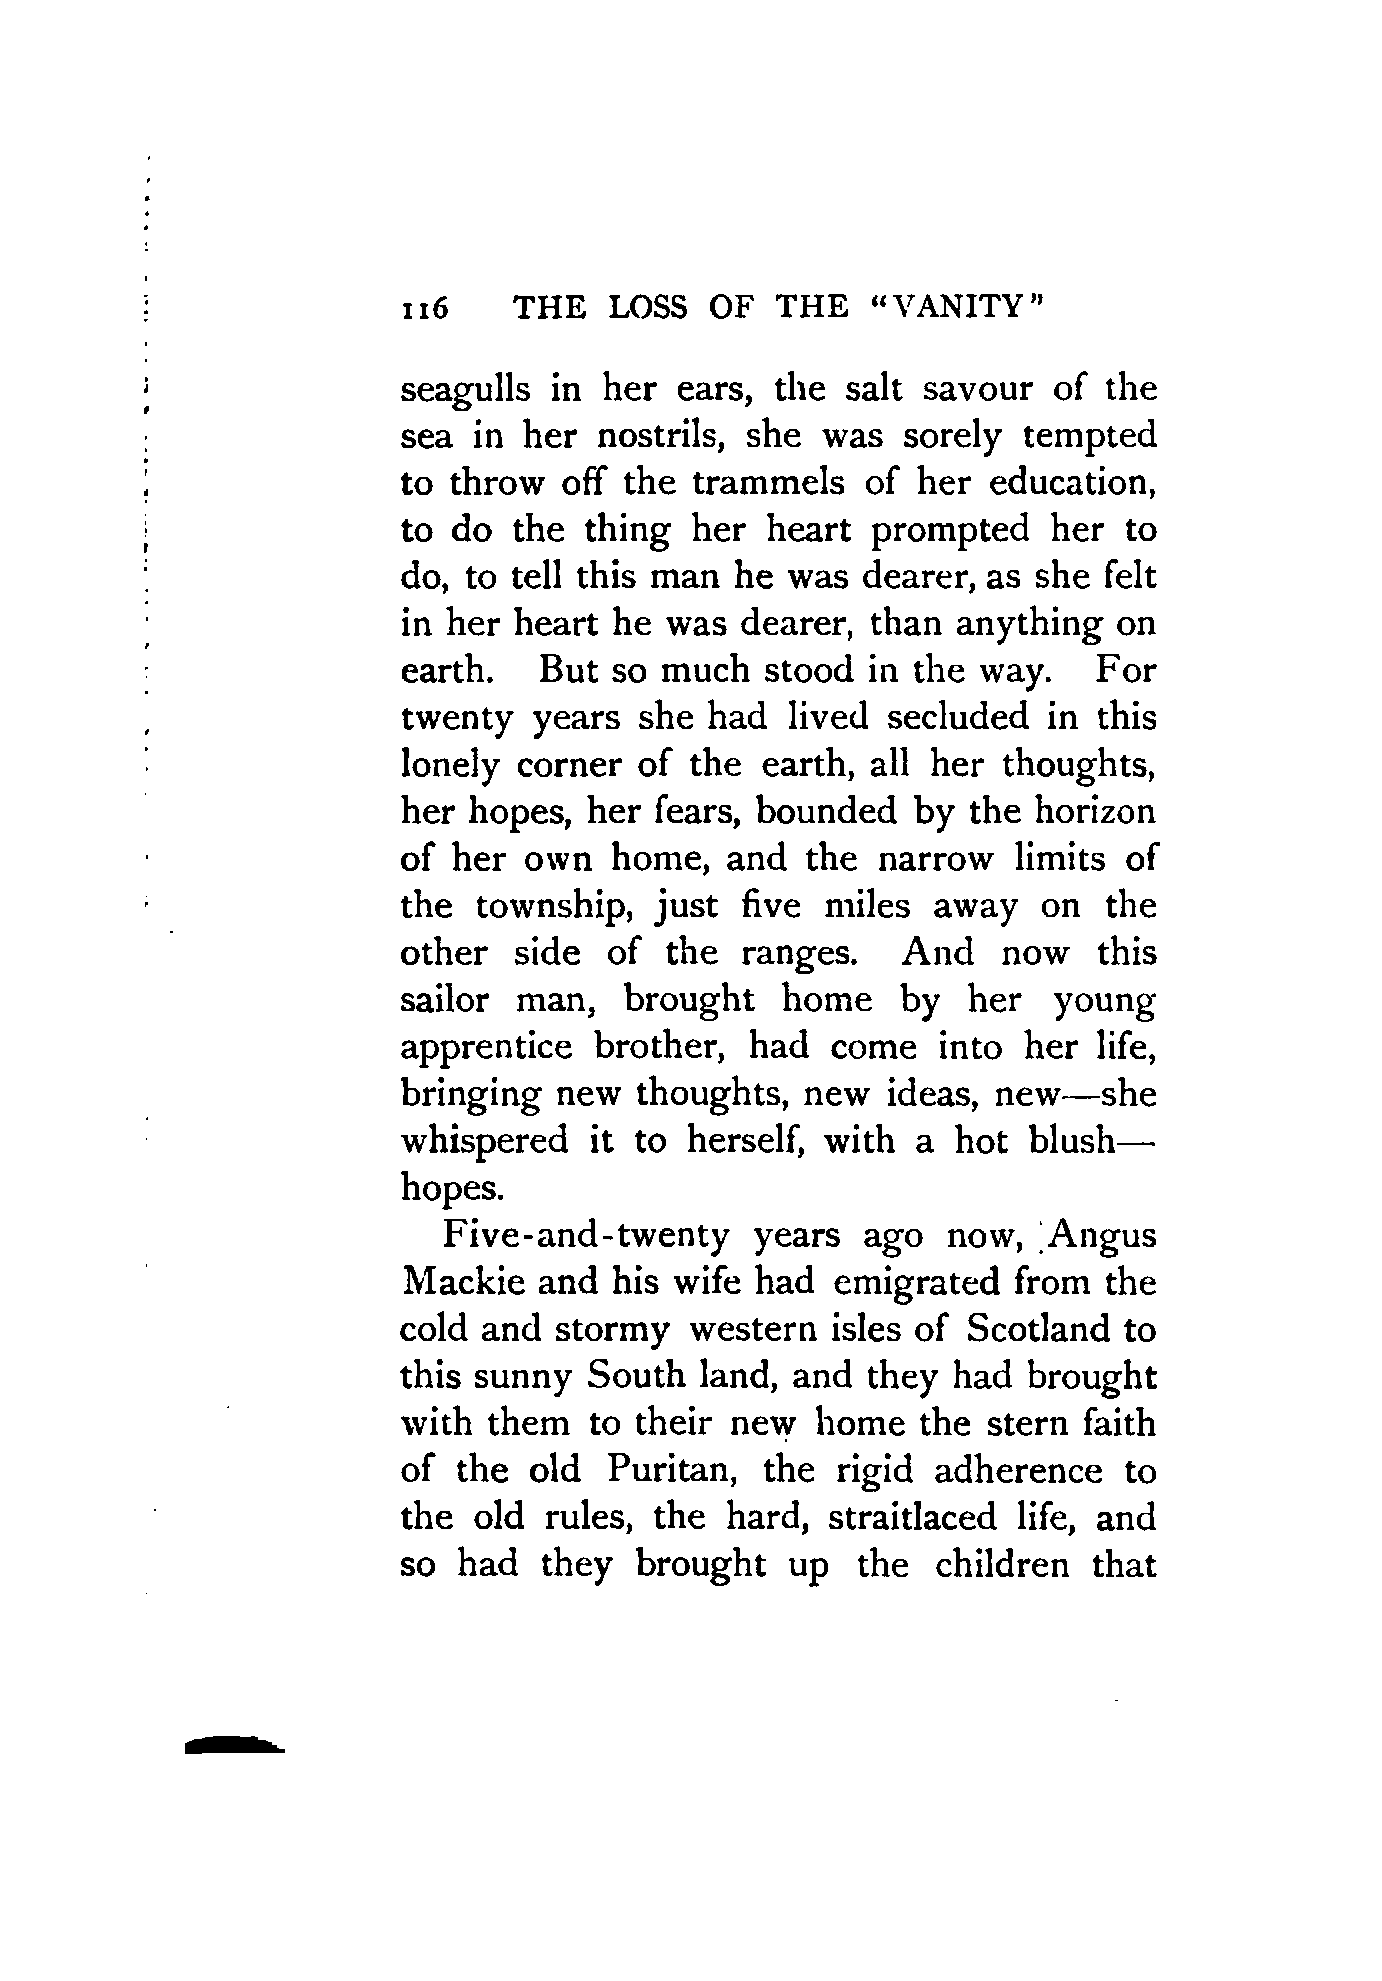 116 THE LOSS OF THE "VANITY"
seagulls in her ears, the salt savour of the
sea in her nostrils, she was sorely tempted
to throw off the trammels of her education,
to do the thing her heart prompted her to
do, to tell this man he was dearer, as she felt
in her heart he was dearer, than anything on
earth. But so much stood in the way. For
twenty years she had lived secluded in this
lonely corner of the earth, all her thoughts,
her hopes, her fears, bounded by the horizon
of her own home, and the narrow limits of
the township, just five miles away on the
other side of the ranges. And now this
sailor man, brought home by her young
apprentice brother, had come into her life,
bringing new thoughts, new ideas, new—she
whispered it to herself, with a hot blush—
hopes.
Five-and-twenty years ago now, Angus
Mackie and his wife had emigrated from the
cold and stormy western isles of Scotland to
this sunny South land, and they had brought
with them to their new home the stern faith
of the old Puritan, the rigid adherence to
the old rules, the hard, straitlaced life, and
so had they brought up the children that